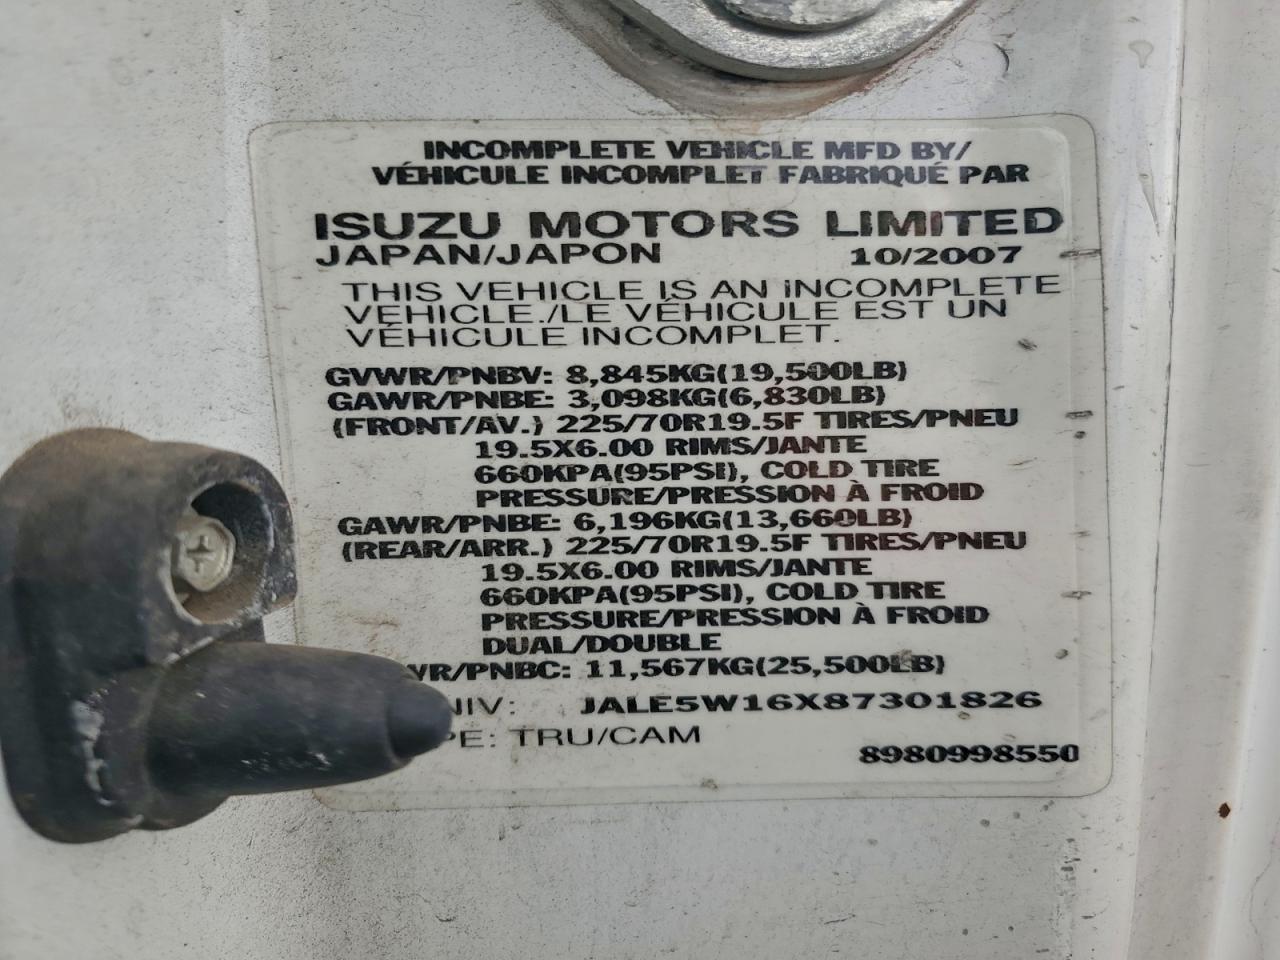 INCOMPLETE VEHICLE MFD BY/
VÉHICULE INCOMPLET FABRIQUÉ PAR
ISUZU MOTORS LIMITED
JAPAN/JAPON 10/2007
THIS VEHICLE IS AN INCOMPLETE
VEHICLE./LE VÉHICULE EST UN
VÉHICULE INCOMPLET.
GVWR/PNBV: 8,845KG(19,500LB)
GAWR/PNBE: 3,098KG(6,830LB)
(FRONT/AV.) 225/70R19.5F TIRES/PNEU
19.5X6.00 RIMS/JANTE
660KPA(95PSI), COLD TIRE
PRESSURE/PRESSION À FROID
GAWR/PNBE: 6,196KG(13,660LB)
(REAR/ARR.) 225/70R19.5F TIRES/PNEU
19.5X6.00 RIMS/JANTE
660KPA(95PSI), COLD TIRE
PRESSURE/PRESSION À FROID
DUAL/DOUBLE
WR/PNBC: 11,567KG(25,500LB)
NIV: JALE5W16X87301826
PE: TRU/CAM
8980998550